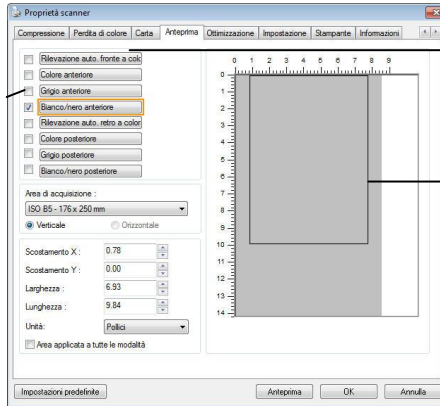 Proprietà scanner
Compressione Perdita di colore Carta Anteprima Ottimizzazione Impostazione Stampante Informazioni
Rilevazione auto. fronte a colo
Colore anteriore
Grigio anteriore
Bianco/nero anteriore
Rilevazione auto. retro a color
Colore posteriore
Grigio posteriore
Bianco/nero posteriore
0 1 2 3 4 5 6 7 8 9
0
1
2
3
4
5
6
7
8
9
10
11
12
13
14
Area di acquisizione :
ISO B5 - 176 x 250 mm
Verticale Orizzontale
Scostamento X : 0.78
Scostamento Y : 0.00
Larghezza : 6.93
Lunghezza : 9.84
Unità: Pollici
Area applicata a tutte le modalità
Impostazioni predefinite Anteprima OK Annulla